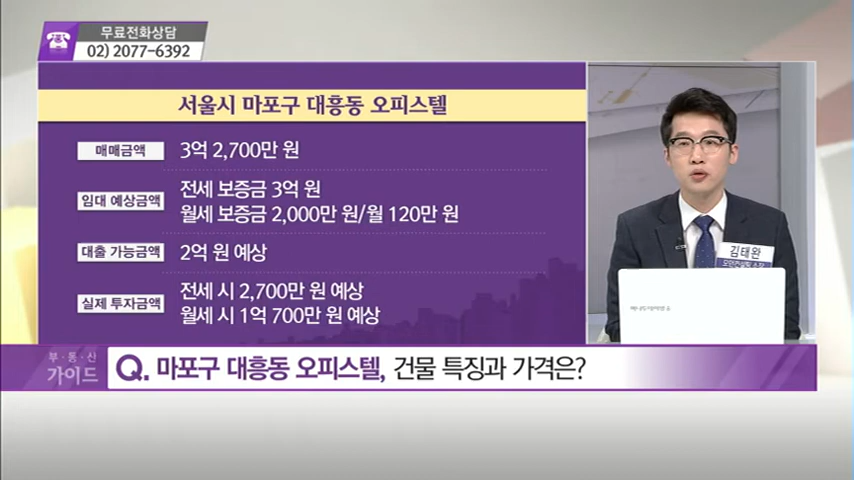 무료전화상담
02) 2077-6392
서울시 마포구 대흥동 오피스텔
매매금액
3억 2,700만 원
임대 예상금액
전세 보증금 3억 원
월세 보증금 2,000만 원/월 120만 원
대출 가능금액
2억 원 예상
실제 투자금액
전세 시 2,700만 원 예상
월세 시 1억 700만 원 예상
김태완
부·동·신
가이드
Q. 마포구 대흥동 오피스텔, 건물 특징과 가격은?